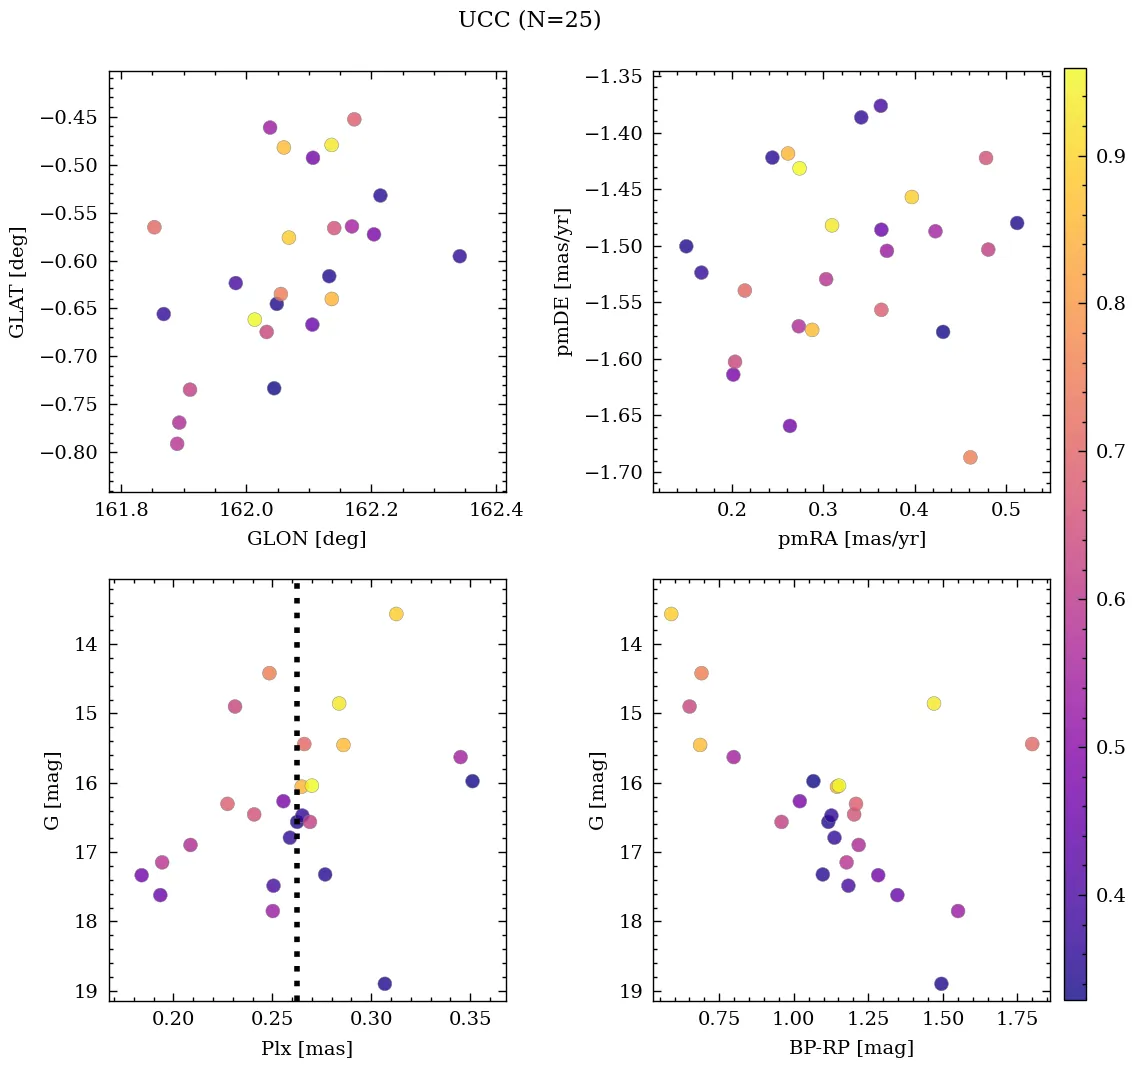 UCC (N=25)
−0.45
−0.50
−0.55
−0.60
−0.65
−0.70
−0.75
−0.80
GLAT [deg]
161.8 162.0 162.2 162.4
GLON [deg]
−1.35
−1.40
−1.45
−1.50
−1.55
−1.60
−1.65
−1.70
pmDE [mas/yr]
0.2 0.3 0.4 0.5
pmRA [mas/yr]
14
15
16
17
18
19
G [mag]
0.20 0.25 0.30 0.35
Plx [mas]
14
15
16
17
18
19
G [mag]
0.75 1.00 1.25 1.50 1.75
BP-RP [mag]
0.9
0.8
0.7
0.6
0.5
0.4